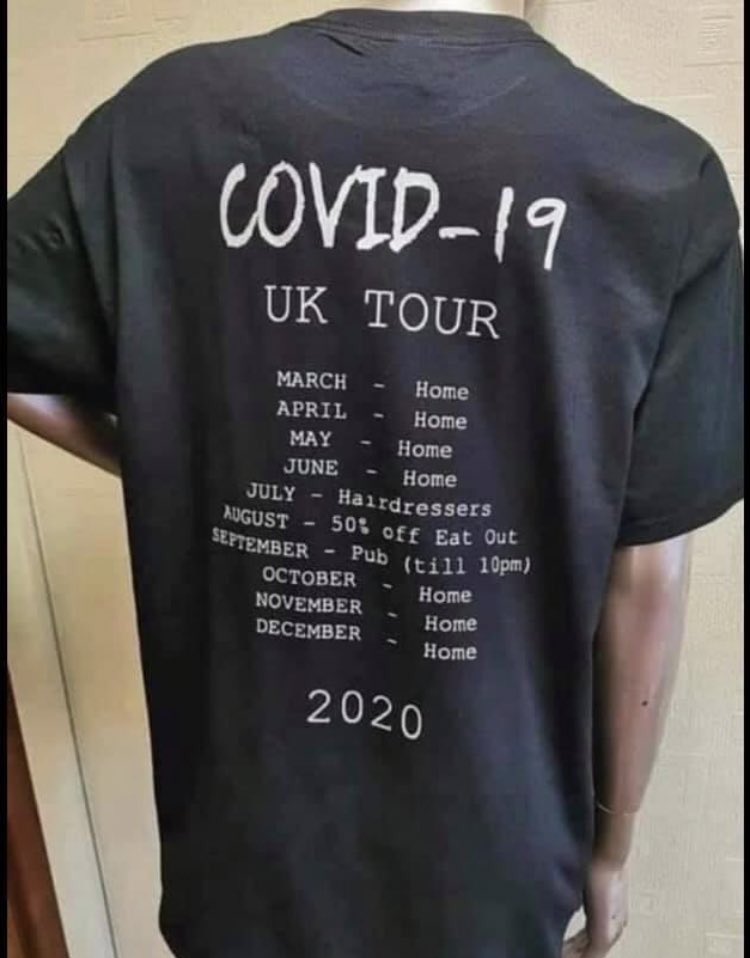 COVID-19
UK TOUR
MARCH - Home
APRIL - Home
MAY - Home
JUNE - Home
JULY - Hairdressers
AUGUST - 50% off Eat Out
SEPTEMBER - Pub (till 10pm)
OCTOBER - Home
NOVEMBER - Home
DECEMBER - Home
2020